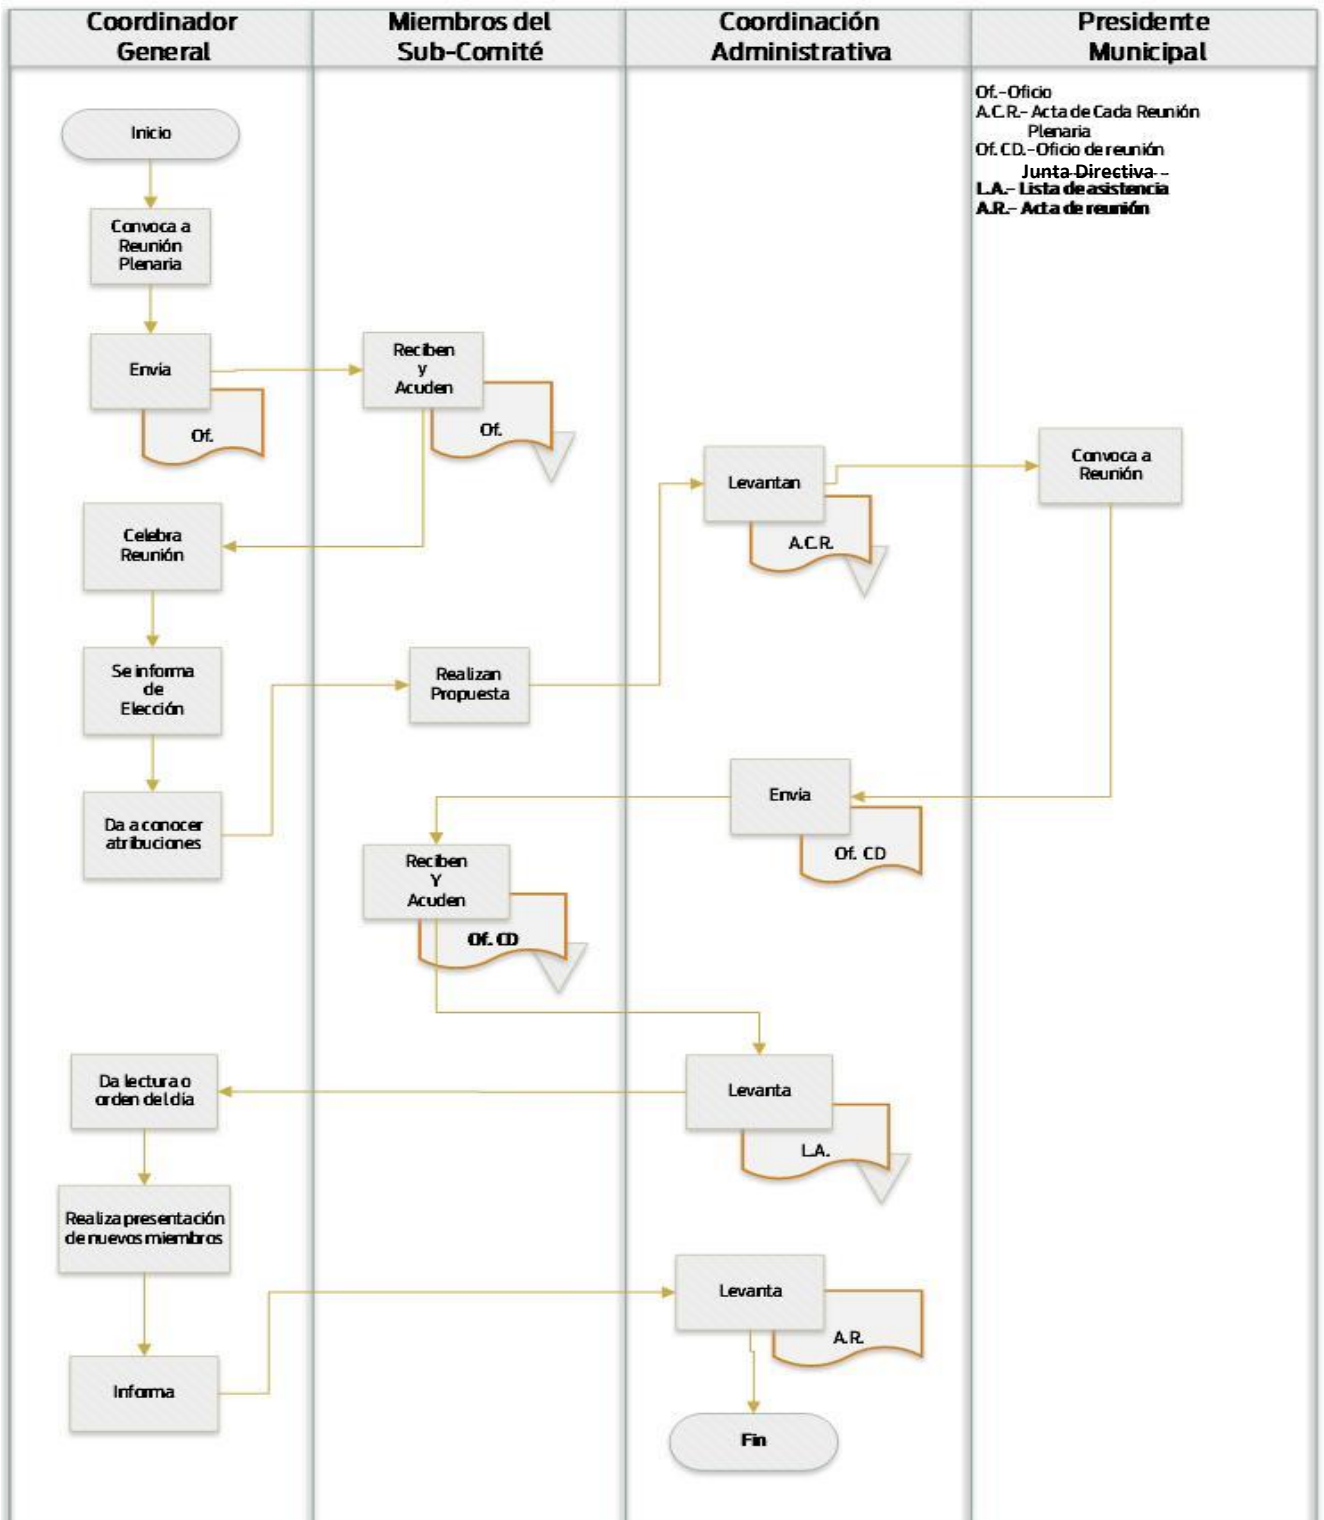 Coordinador
General
Miembros del
Sub-Comité
Coordinación
Administrativa
Presidente
Municipal
Of.-Oficio
A.C.R.- Acta de Cada Reunión
Plenaria
Of. CD.-Oficio de reunión
Junta Directiva
L.A.- Lista de asistencia
A.R.- Acta de reunión
Inicio
Convoca a
Reunión
Plenaria
Envía
Of.
Reciben
y
Acuden
Of.
Levantan
A.C.R.
Convoca a
Reunión
Celebra
Reunión
Se informa
de
Elección
Realizan
Propuesta
Da a conocer
atribuciones
Envía
Of. CD
Reciben
Y
Acuden
Of. CD
Da lectura o
orden del día
Levanta
L.A.
Realiza presentación
de nuevos miembros
Levanta
A.R.
Informa
Fin